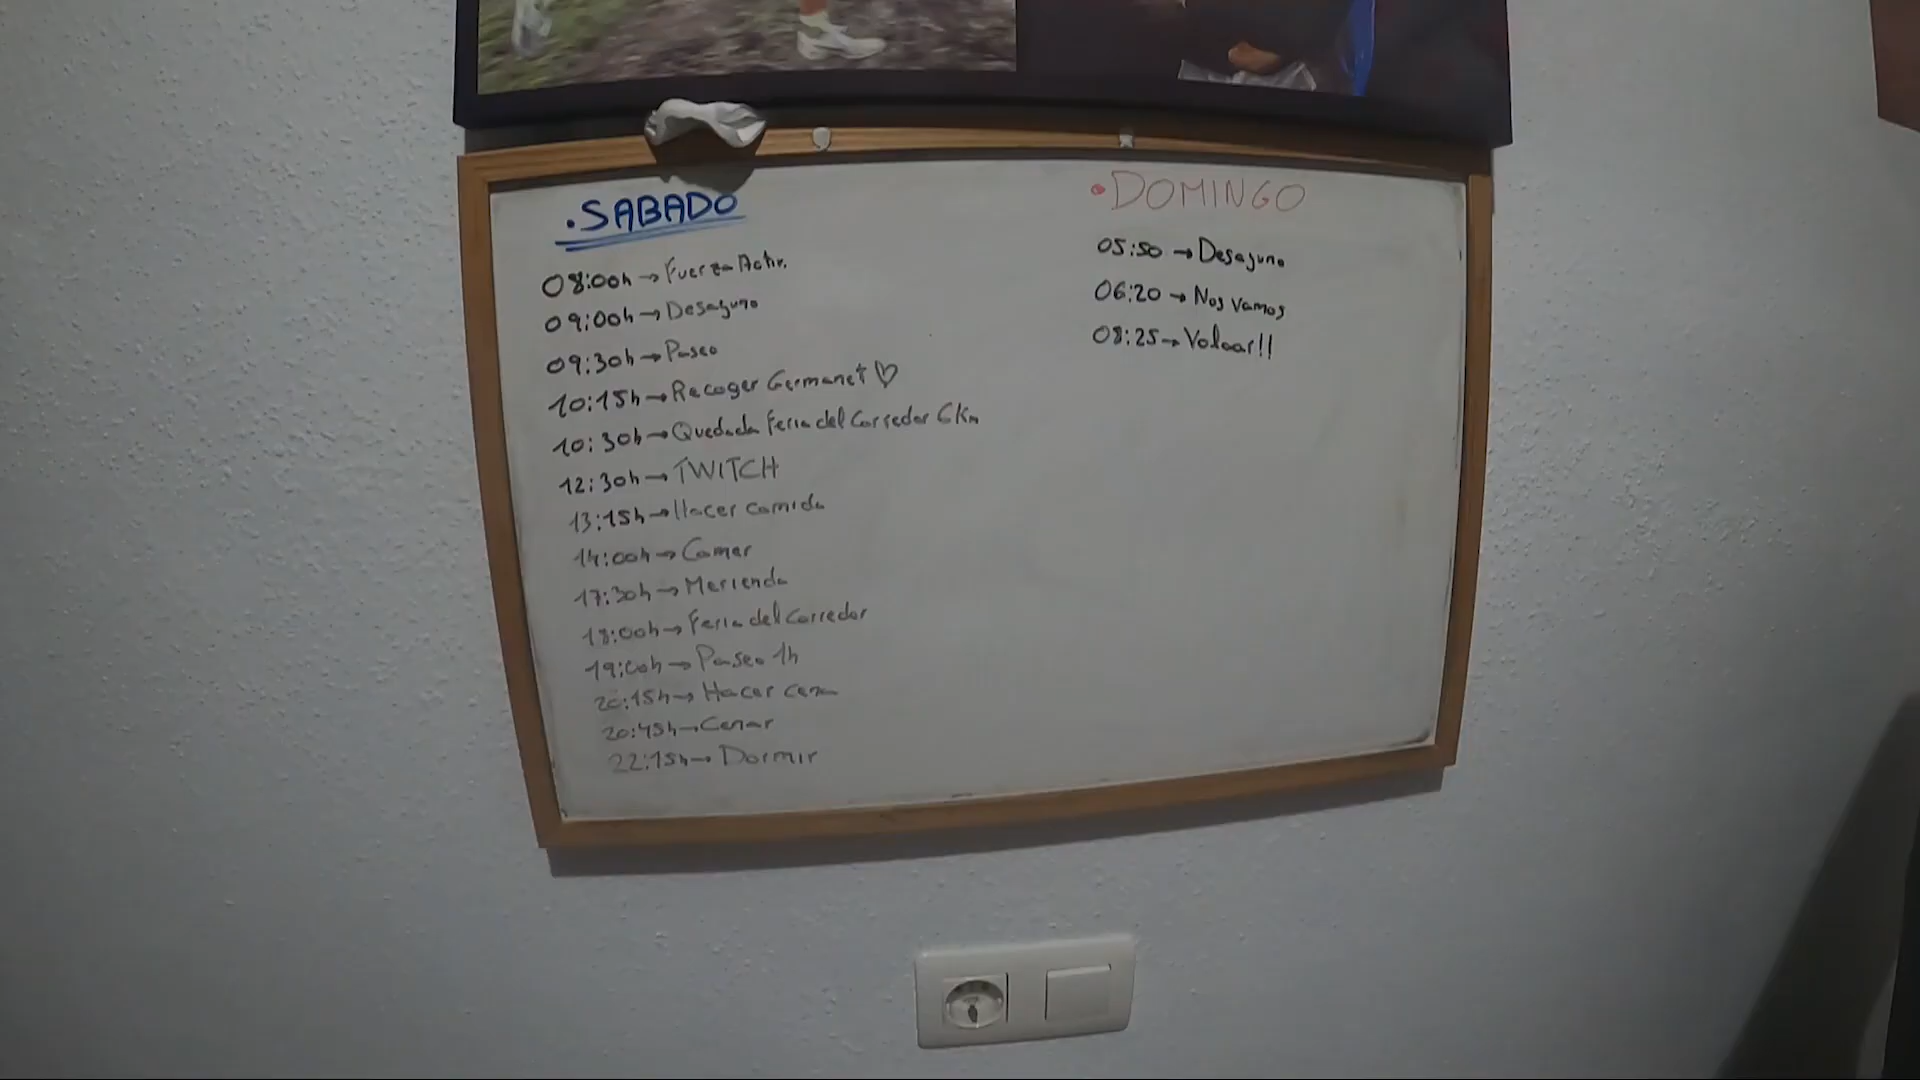 .SABADO
08:00h → Fuerza Activ.
09:00h → Desayuno
09:30h → Paseo
10:15h → Recoger Germanet ♡
10:30h → Quedada Feria del Corredor 6Km
12:30h → TWITCH
13:15h → Hacer comida
14:00h → Comer
17:30h → Merienda
18:00h → Feria del Corredor
19:00h → Paseo 1h
20:15h → Hacer cena
20:45h → Cenar
22:15h → Dormir
•DOMINGO
05:50 → Desayuno
06:20 → Nos vamos
08:25 → Volaar!!